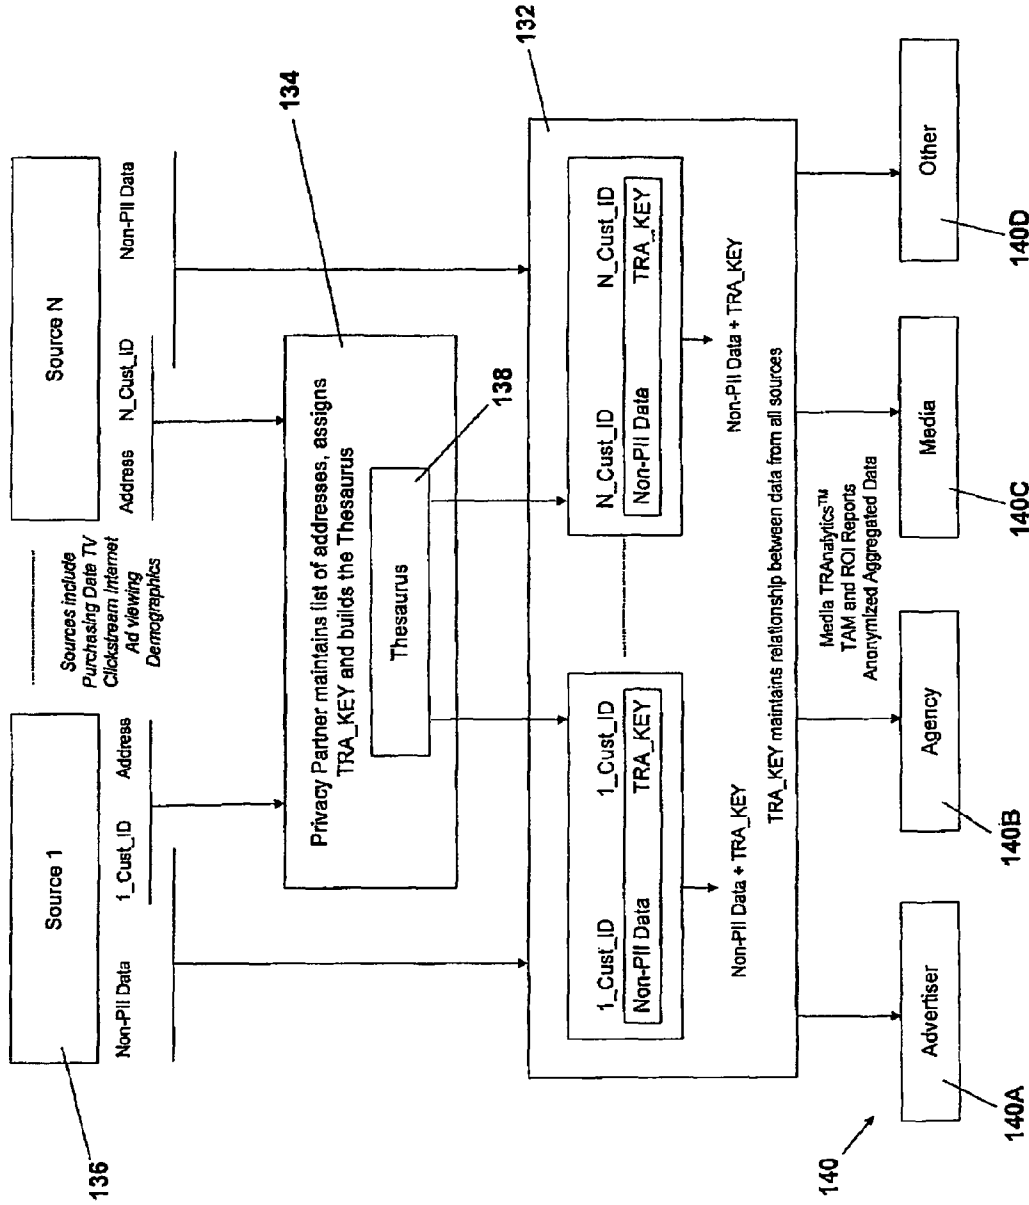 Source 1
Source N
136
Non-PII Data
1_Cust_ID
Address
Sources include
Purchasing Date TV
Clickstream Internet
Ad viewing
Demographics
Address
N_Cust_ID
Non-PII Data
134
Privacy Partner maintains list of addresses, assigns
TRA_KEY and builds the Thesaurus
Thesaurus
138
132
1_Cust_ID
1_Cust_ID
Non-PII Data
TRA_KEY
N_Cust_ID
N_Cust_ID
Non-PII Data
TRA_KEY
Non-PII Data + TRA_KEY
Non-PII Data + TRA_KEY
TRA_KEY maintains relationship between data from all sources
Media TRAnalytics™
TAM and ROI Reports
Anonymized Aggregated Data
140
Advertiser
Agency
Media
Other
140A
140B
140C
140D